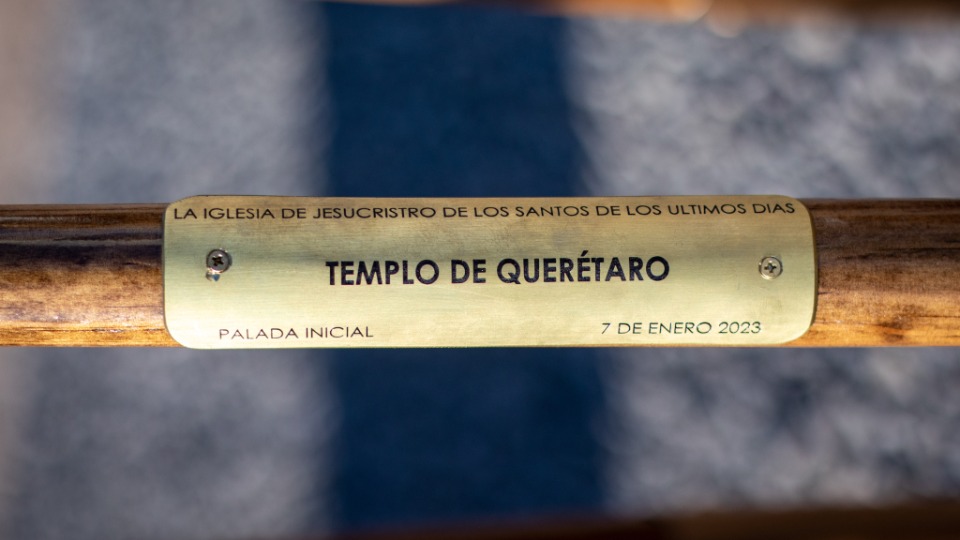 LA IGLESIA DE JESUCRISTRO DE LOS SANTOS DE LOS ULTIMOS DIAS
TEMPLO DE QUERÉTARO
PALADA INICIAL 7 DE ENERO 2023